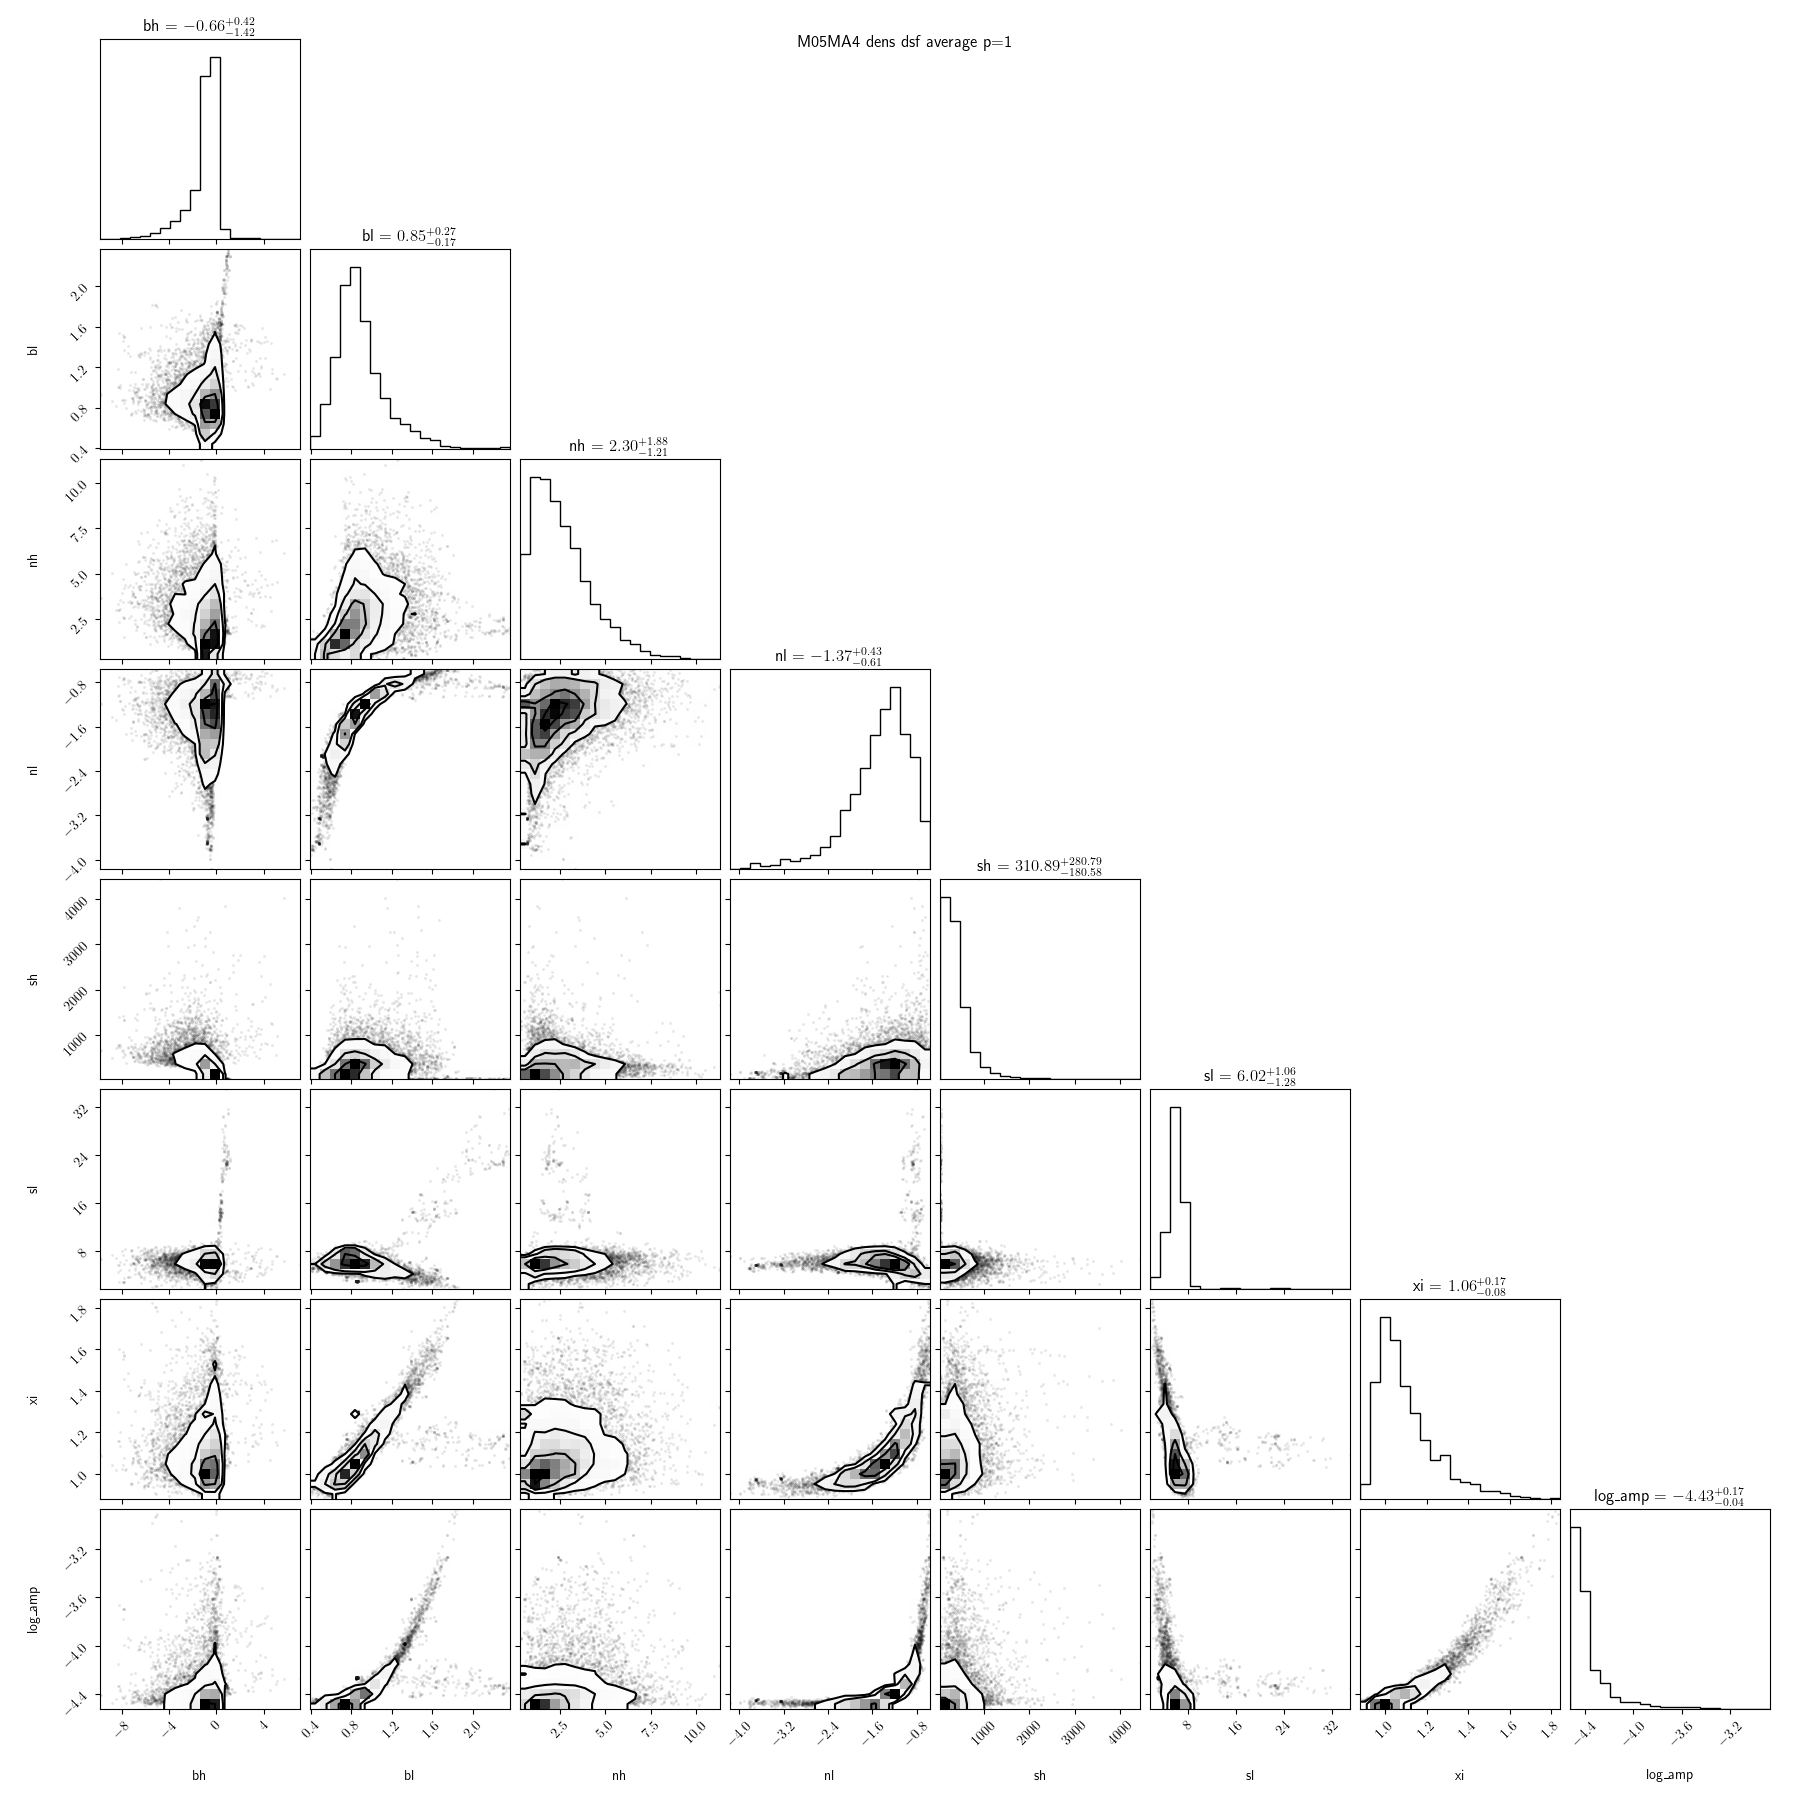 M05MA4 dens dsf average p=1
bh = −0.66+0.42−1.42
bl = 0.85+0.27−0.17
2.0
1.6
1.2
0.8
0.4
bl
nh = 2.30+1.88−1.21
10.0
7.5
5.0
2.5
nh
nl = −1.37+0.43−0.61
−0.8
−1.6
−2.4
−3.2
−4.0
nl
sh = 310.89+280.79−180.58
4000
3000
2000
1000
sh
sl = 6.02+1.06−1.28
32
24
16
8
sl
xi = 1.06+0.17−0.08
1.8
1.6
1.4
1.2
1.0
xi
log_amp = −4.43+0.17−0.04
−3.2
−3.6
−4.0
−4.4
log_amp
−8 −4 0 4 0.4 0.8 1.2 1.6 2.0 2.5 5.0 7.5 10.0 −4.0 −3.2 −2.4 −1.6 −0.8 1000 2000 3000 4000 8 16 24 32 1.0 1.2 1.4 1.6 1.8 −4.4 −4.0 −3.6 −3.2
bh bl nh nl sh sl xi log_amp